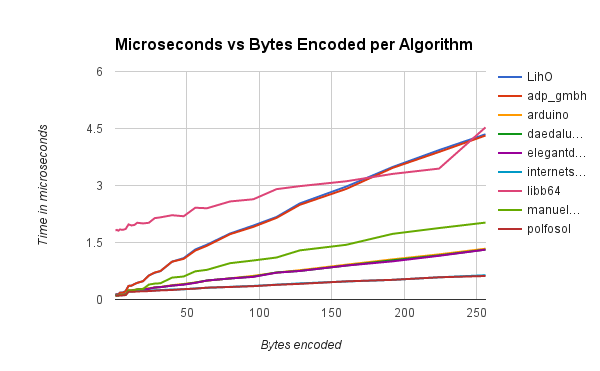 Microseconds vs Bytes Encoded per Algorithm
6
4.5
3
1.5
0
Time in microseconds
50
100
150
200
250
Bytes encoded
LihO
adp_gmbh
arduino
daedalu...
elegantd...
internets...
libb64
manuel...
polfosol